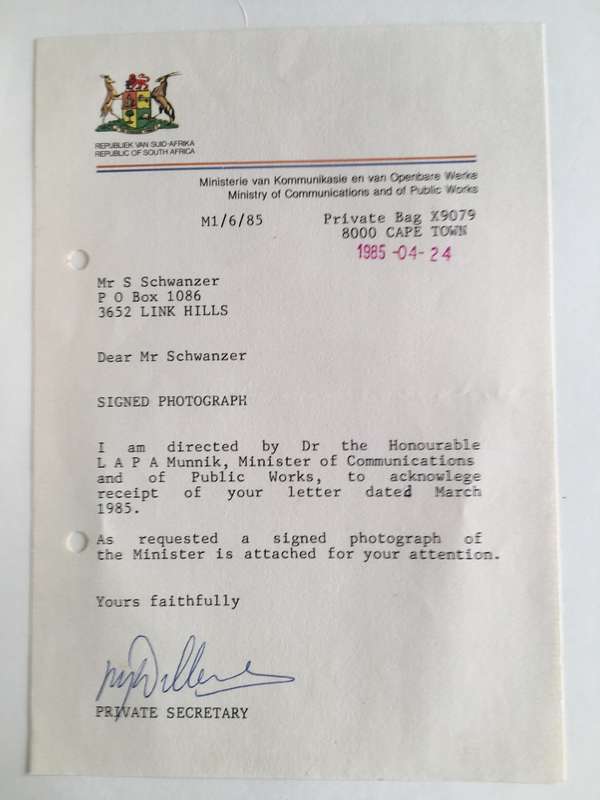 REPUBLIEK VAN SUID-AFRIKA
REPUBLIC OF SOUTH AFRICA
Ministerie van Kommunikasie en van Openbare Werke
Ministry of Communications and of Public Works
M1/6/85 Private Bag X9079
8000 CAPE TOWN
1985 -04- 24
Mr S Schwanzer
P O Box 1086
3652 LINK HILLS
Dear Mr Schwanzer
SIGNED PHOTOGRAPH
I am directed by Dr the Honourable
L A P A Munnik, Minister of Communications
and of Public Works, to acknowlege
receipt of your letter dated March
1985.
As requested a signed photograph of
the Minister is attached for your attention.
Yours faithfully
PRIVATE SECRETARY